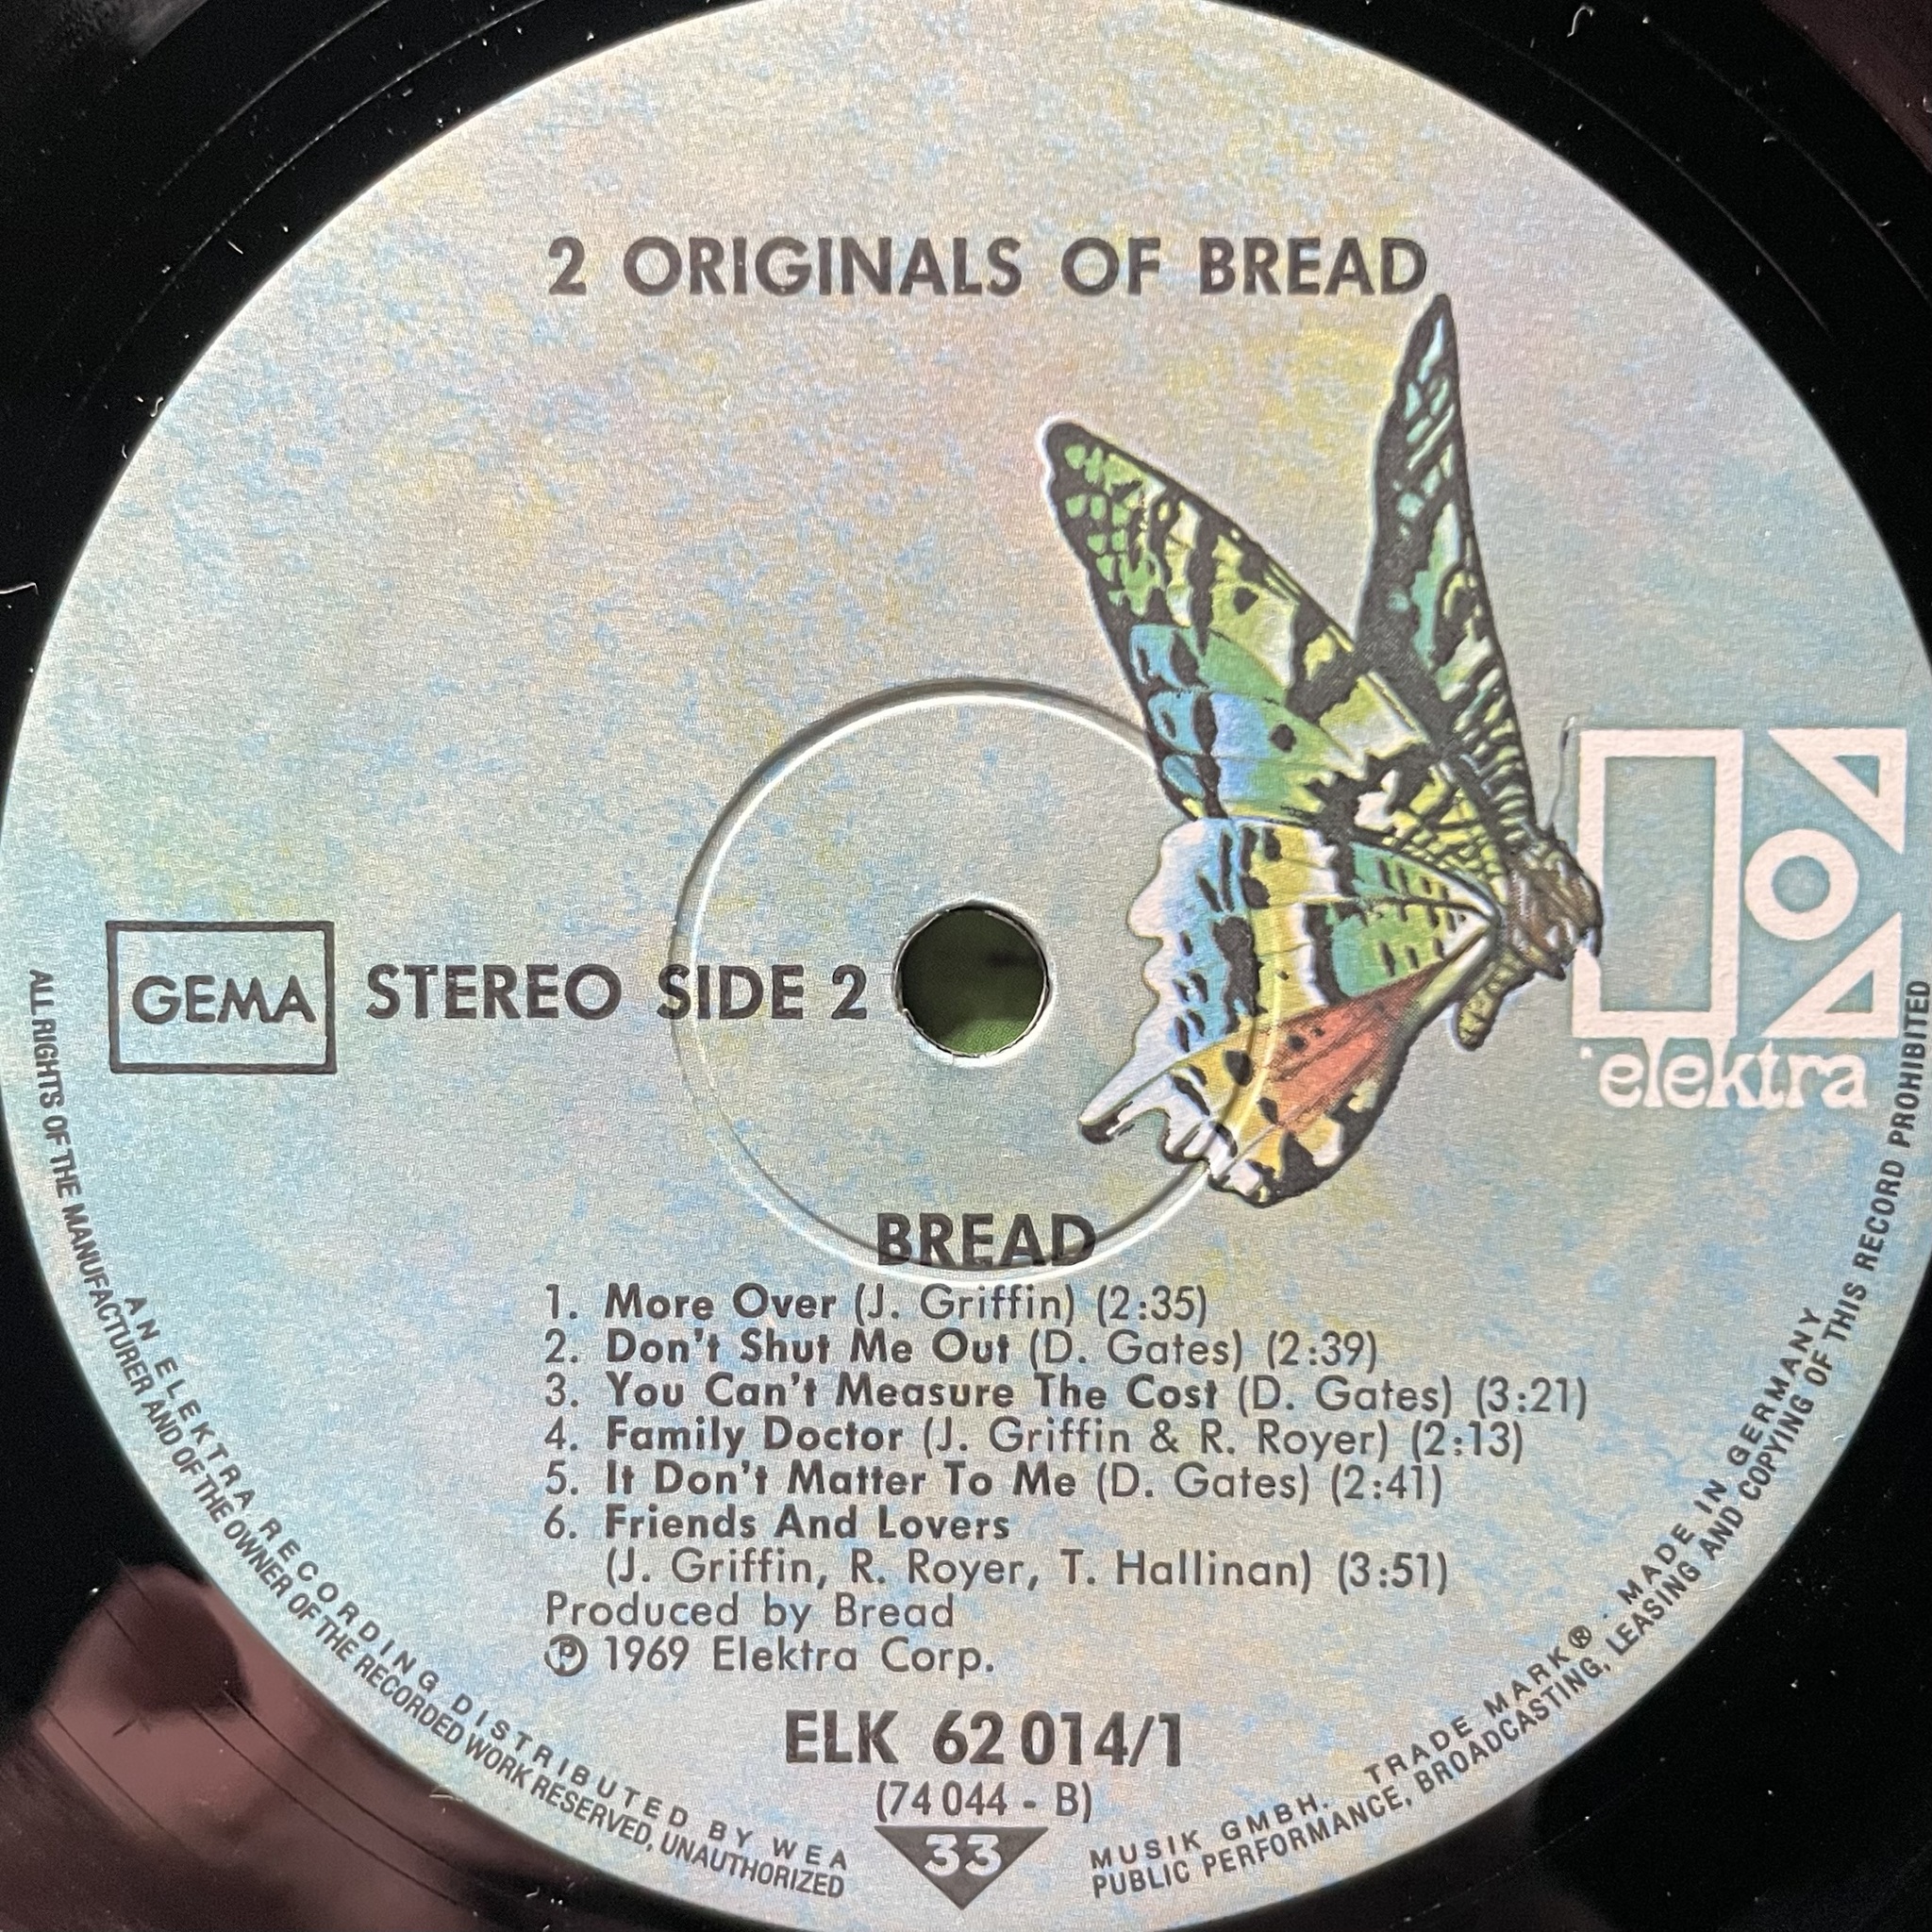 2 ORIGINALS OF BREAD
elektra
GEMA STEREO SIDE 2
BREAD
1. More Over (J. Griffin) (2:35)
2. Don't Shut Me Out (D. Gates) (2:39)
3. You Can't Measure The Cost (D. Gates) (3:21)
4. Family Doctor (J. Griffin & R. Royer) (2:13)
5. It Don't Matter To Me (D. Gates) (2:41)
6. Friends And Lovers
(J. Griffin, R. Royer, T. Hallinan) (3:51)
Produced by Bread
℗ 1969 Elektra Corp.
ELK 62 014/1
(74 044 - B)
33
AN ELEKTRA RECORDING DISTRIBUTED BY WEA MUSIK GMBH. TRADE MARK® · MADE IN GERMANY
ALL RIGHTS OF THE MANUFACTURER AND OF THE OWNER OF THE RECORDED WORK RESERVED, UNAUTHORIZED PUBLIC PERFORMANCE, BROADCASTING, LEASING AND COPYING OF THIS RECORD PROHIBITED